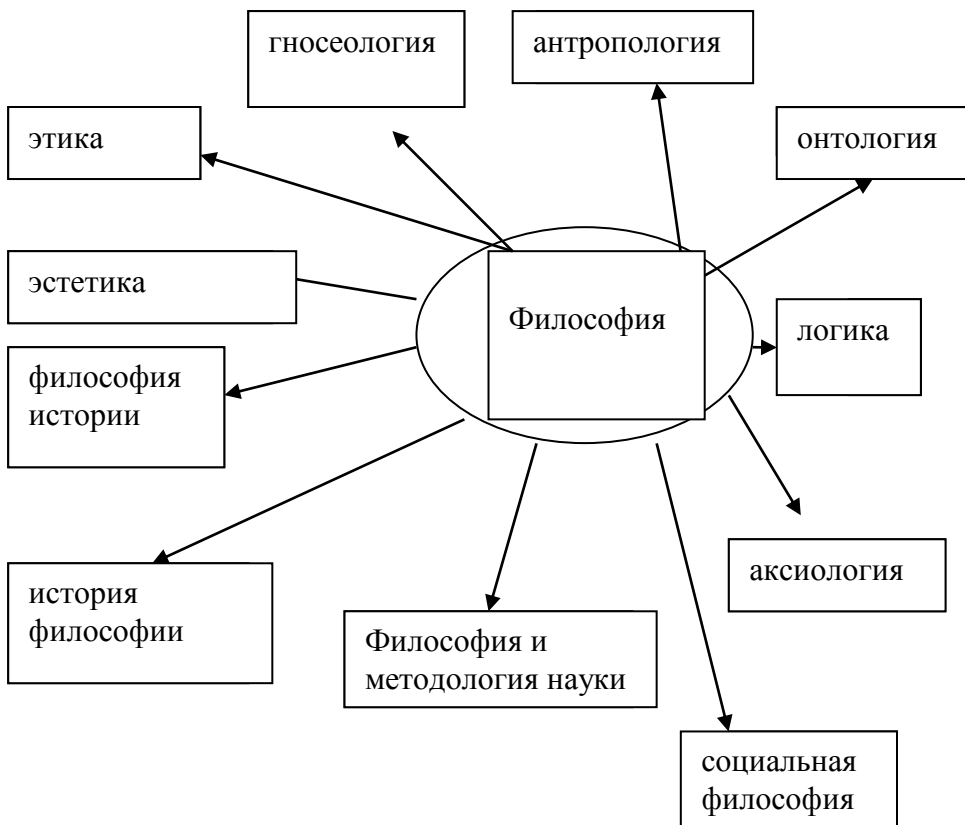 гносеология
антропология
этика
онтология
эстетика
Философия
логика
философия
истории
аксиология
история
философии
Философия и
методология науки
социальная
философия